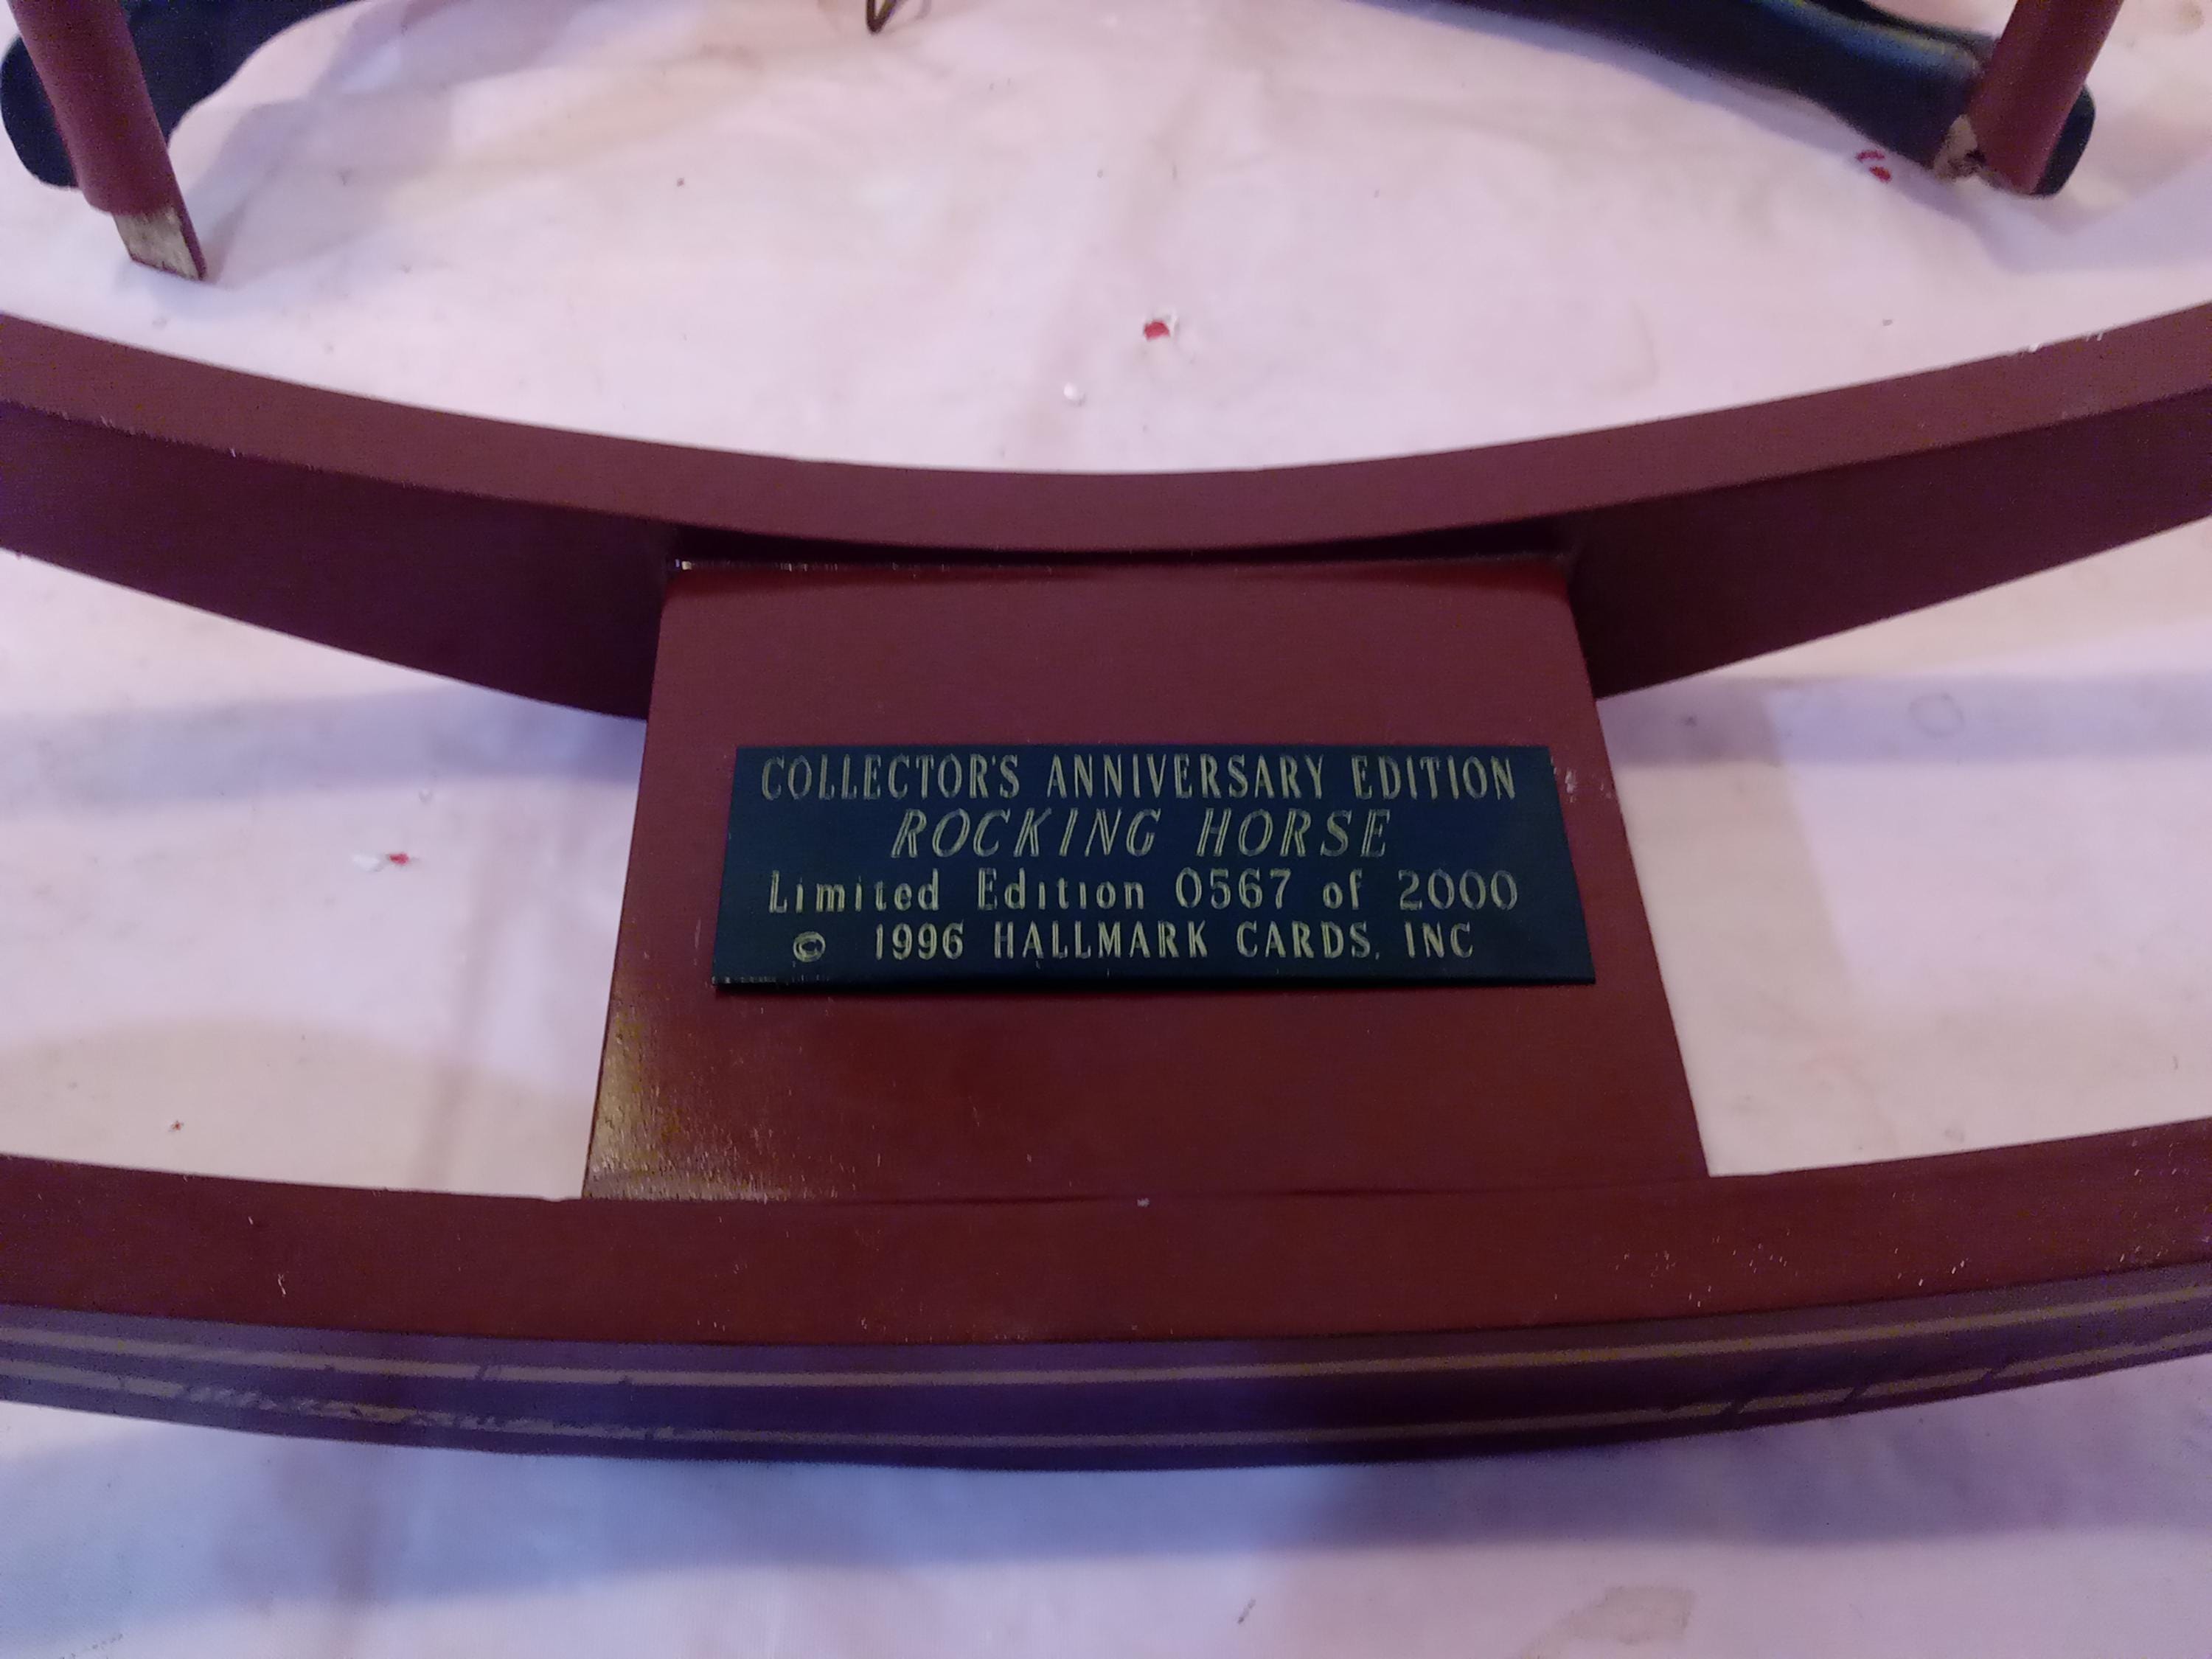 COLLECTOR'S ANNIVERSARY EDITION
ROCKING HORSE
Limited Edition 0567 of 2000
© 1996 HALLMARK CARDS, INC